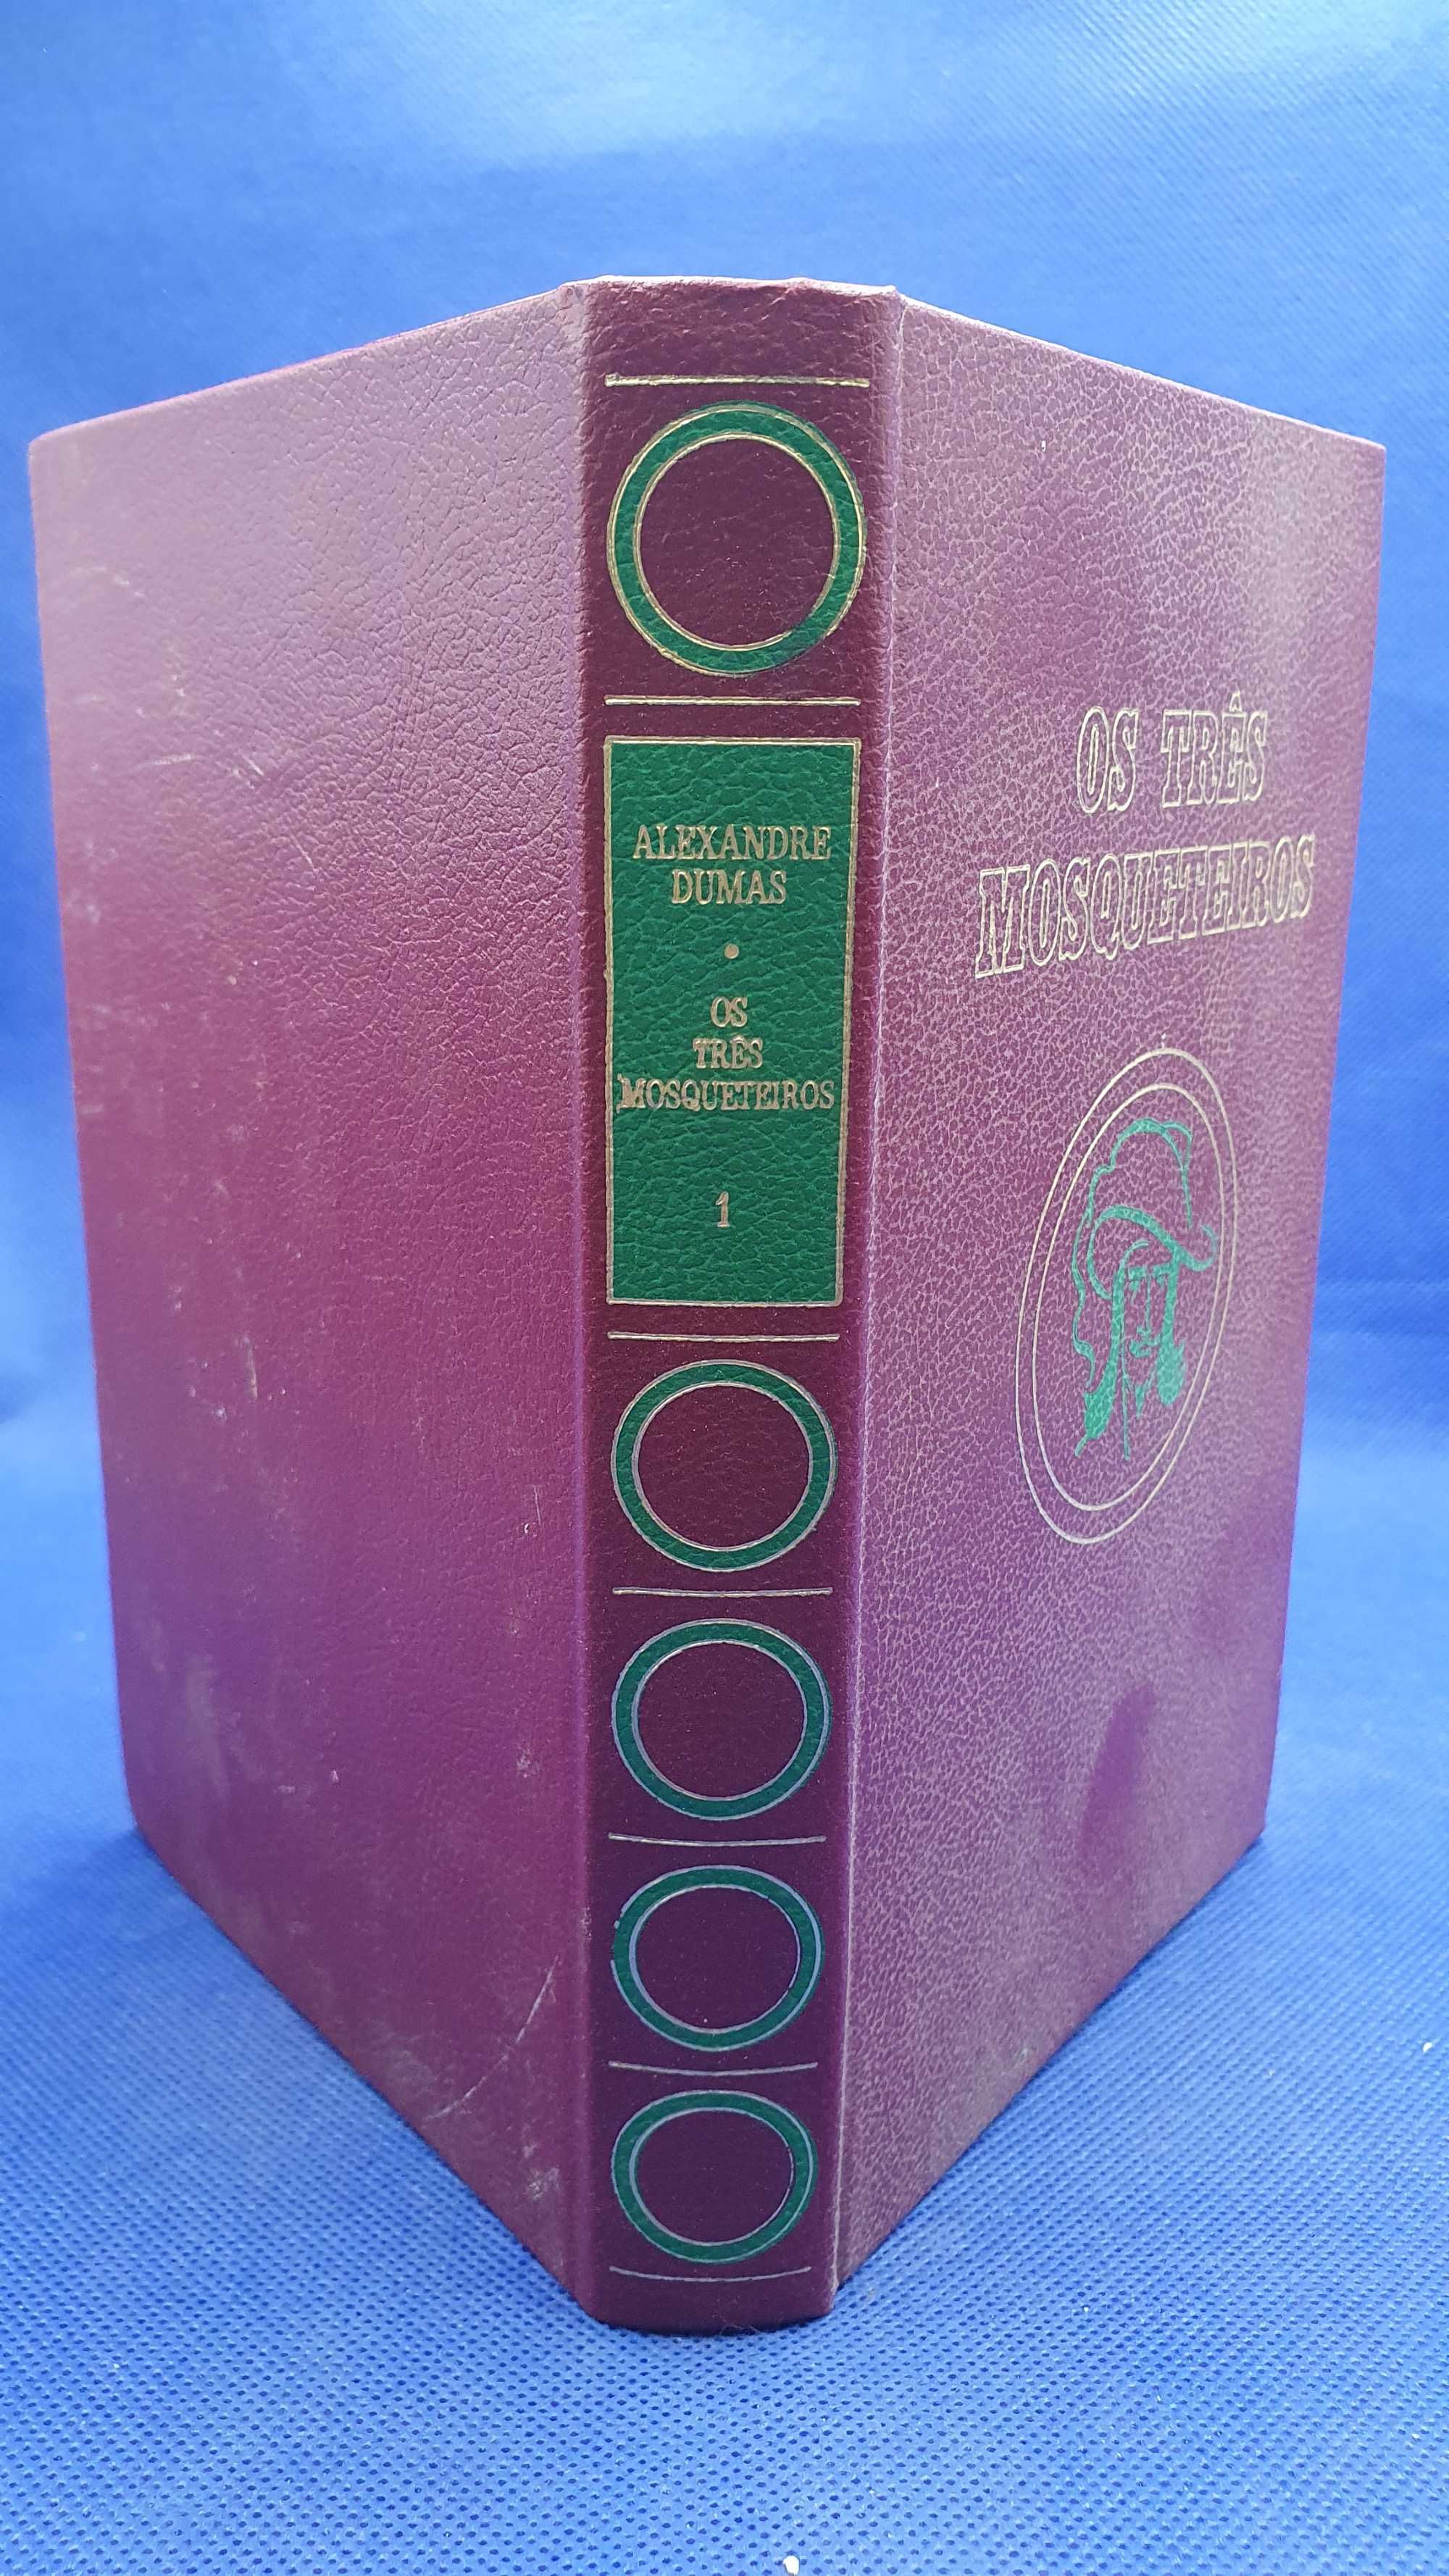 ALEXANDRE
DUMAS
OS
TRÊS
MOSQUETEIROS
1
OS TRÊS
MOSQUETEIROS